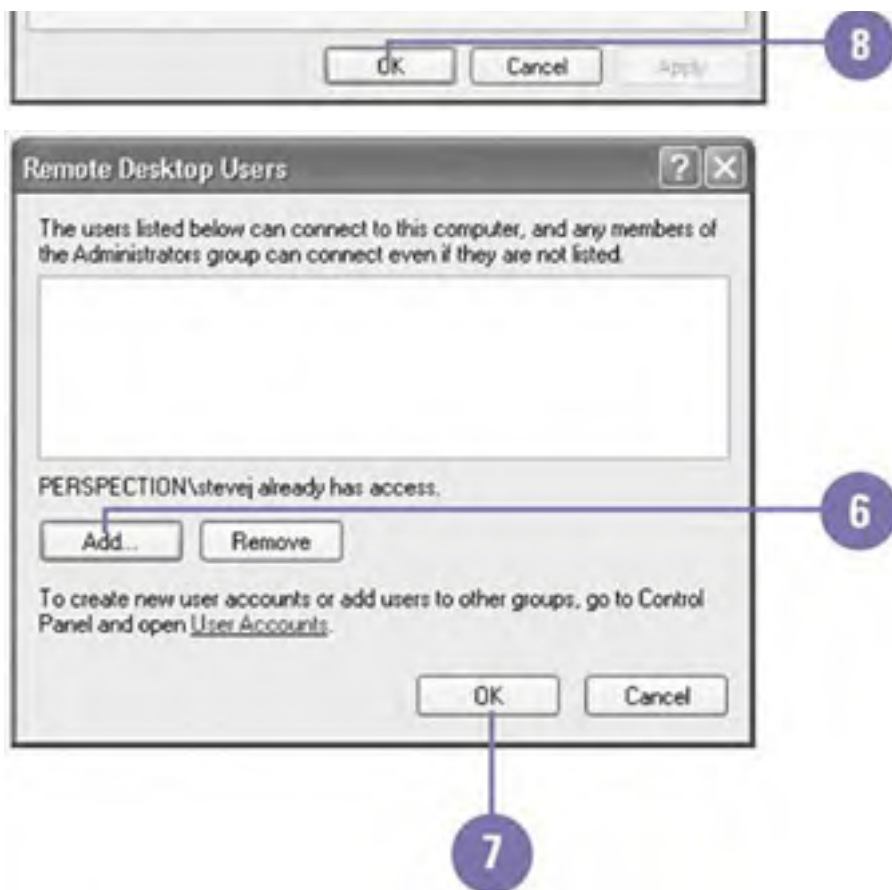 OK Cancel Apply
8
Remote Desktop Users
The users listed below can connect to this computer, and any members of
the Administrators group can connect even if they are not listed.
PERSPECTION\stevej already has access.
6
Add... Remove
To create new user accounts or add users to other groups, go to Control
Panel and open User Accounts.
OK Cancel
7